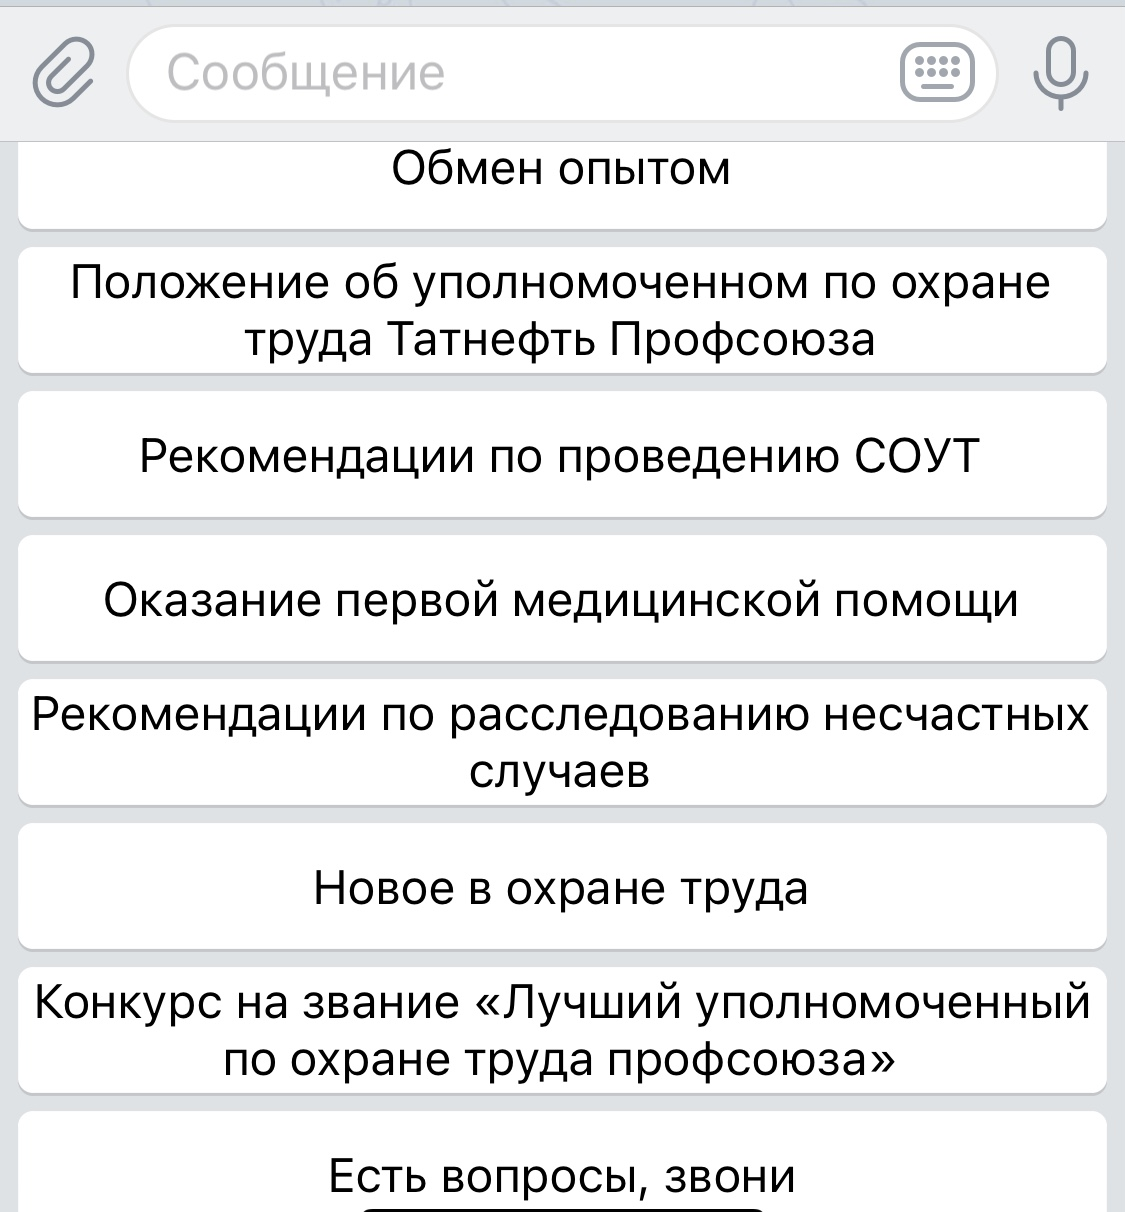 Сообщение
Обмен опытом
Положение об уполномоченном по охране
труда Татнефть Профсоюза
Рекомендации по проведению СОУТ
Оказание первой медицинской помощи
Рекомендации по расследованию несчастных
случаев
Новое в охране труда
Конкурс на звание «Лучший уполномоченный
по охране труда профсоюза»
Есть вопросы, звони